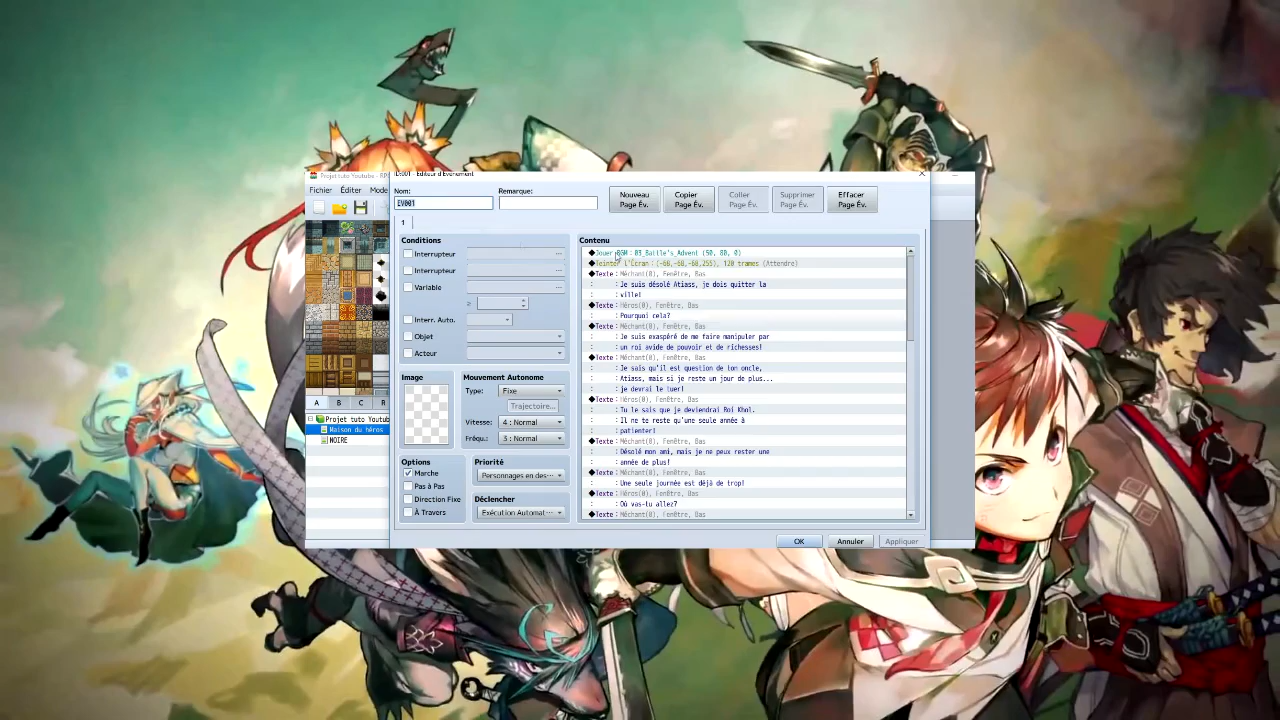 Projet tuto Youtube - RP
ID:001 - Éditeur d'Événement
Fichier Éditer Mode
Nom:
Remarque:
EV001
Nouveau
Page Év.
Copier
Page Év.
Coller
Page Év.
Supprimer
Page Év.
Effacer
Page Év.
1
Conditions
Interrupteur
Interrupteur
Variable
≥
Interr. Auto.
Objet
Acteur
Image
Mouvement Autonome
Type: Fixe
Trajectoire...
Vitesse: 4 : Normal
Fréqu.: 3 : Normal
Options
Marche
Pas à Pas
Direction Fixe
À Travers
Priorité
Personnages en des...
Déclencher
Exécution Automat...
A B C R
Projet tuto Youtub
Maison du héros
NOIRE
Contenu
◆Jouer BGM : 03_Battle's_Advent (50, 80, 0)
◆Teinter l'Écran : (-68,-68,-68,255), 120 trames (Attendre)
◆Texte : Méchant(0), Fenêtre, Bas
: : Je suis désolé Atiass, je dois quitter la
: : ville!
◆Texte : Héros(0), Fenêtre, Bas
: : Pourquoi cela?
◆Texte : Méchant(0), Fenêtre, Bas
: : Je suis exaspéré de me faire manipuler par
: : un roi avide de pouvoir et de richesses!
◆Texte : Méchant(0), Fenêtre, Bas
: : Je sais qu'il est question de ton oncle,
: : Atiass, mais si je reste un jour de plus...
: : je devrai le tuer!
◆Texte : Héros(0), Fenêtre, Bas
: : Tu le sais que je deviendrai Roi Khol.
: : Il ne te reste qu'une seule année à
: : patienter!
◆Texte : Méchant(0), Fenêtre, Bas
: : Désolé mon ami, mais je ne peux rester une
: : année de plus!
◆Texte : Méchant(0), Fenêtre, Bas
: : Une seule journée est déjà de trop!
◆Texte : Héros(0), Fenêtre, Bas
: : Où vas-tu allez?
◆Texte : Méchant(0), Fenêtre, Bas
OK
Annuler
Appliquer